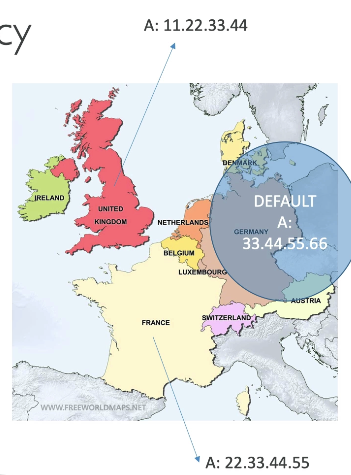 cy
A: 11.22.33.44
DENMARK
IRELAND
UNITED
KINGDOM
DEFAULT
A:
33.44.55.66
NETHERLANDS
GERMANY
BELGIUM
LUXEMBOURG
AUSTRIA
SWITZERLAND
FRANCE
WWW.FREEWORLDMAPS.NET
A: 22.33.44.55